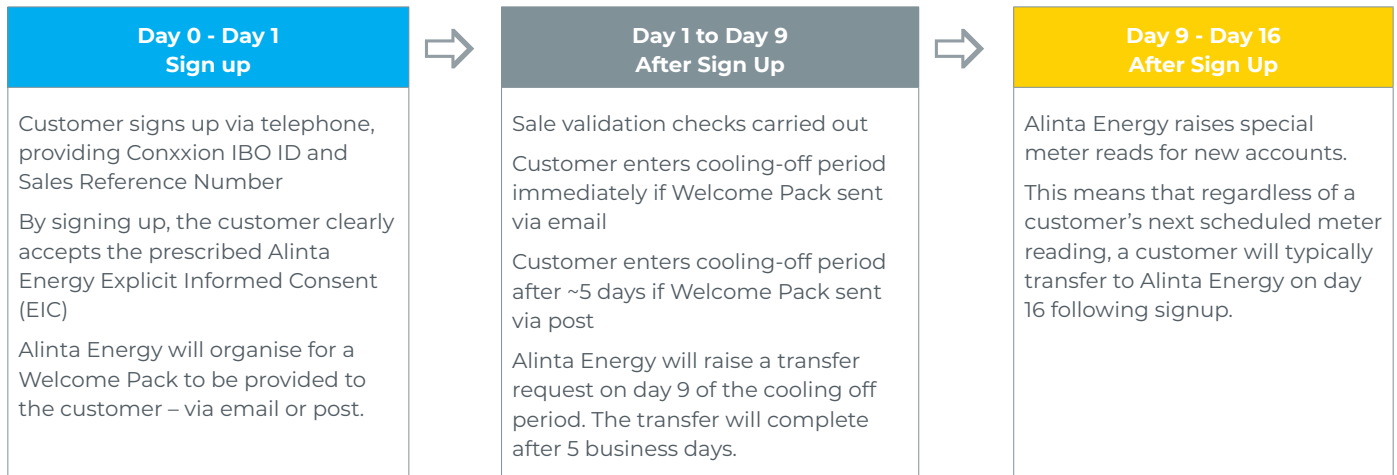 Day 0 - Day 1
Sign up
Customer signs up via telephone,
providing Conxxion IBO ID and
Sales Reference Number
By signing up, the customer clearly
accepts the prescribed Alinta
Energy Explicit Informed Consent
(EIC)
Alinta Energy will organise for a
Welcome Pack to be provided to
the customer – via email or post.
Day 1 to Day 9
After Sign Up
Sale validation checks carried out
Customer enters cooling-off period
immediately if Welcome Pack sent
via email
Customer enters cooling-off period
after ~5 days if Welcome Pack sent
via post
Alinta Energy will raise a transfer
request on day 9 of the cooling off
period. The transfer will complete
after 5 business days.
Day 9 - Day 16
After Sign Up
Alinta Energy raises special
meter reads for new accounts.
This means that regardless of a
customer’s next scheduled meter
reading, a customer will typically
transfer to Alinta Energy on day
16 following signup.